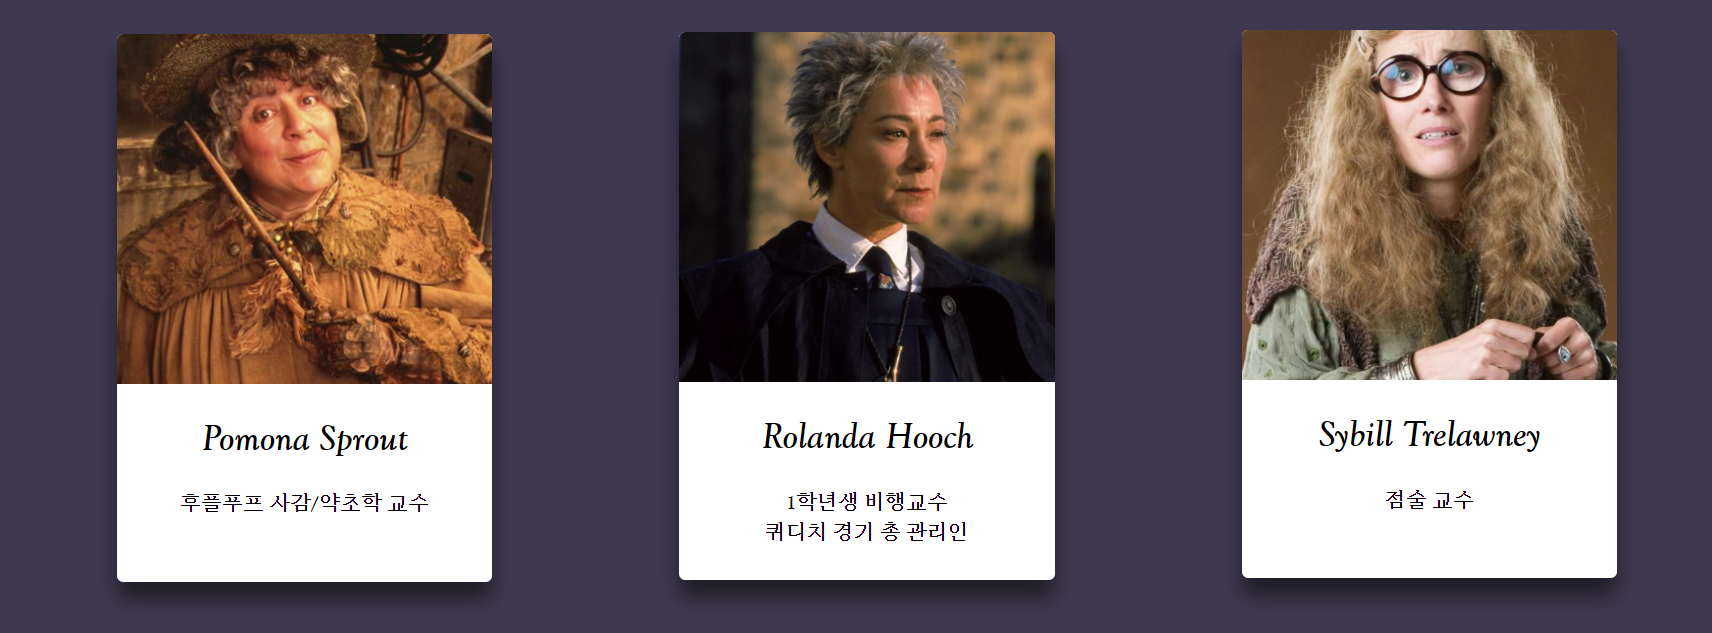 Pomona Sprout
후플푸프 사감/약초학 교수
Rolanda Hooch
1학년생 비행교수
퀴디치 경기 총 관리인
Sybill Trelawney
점술 교수